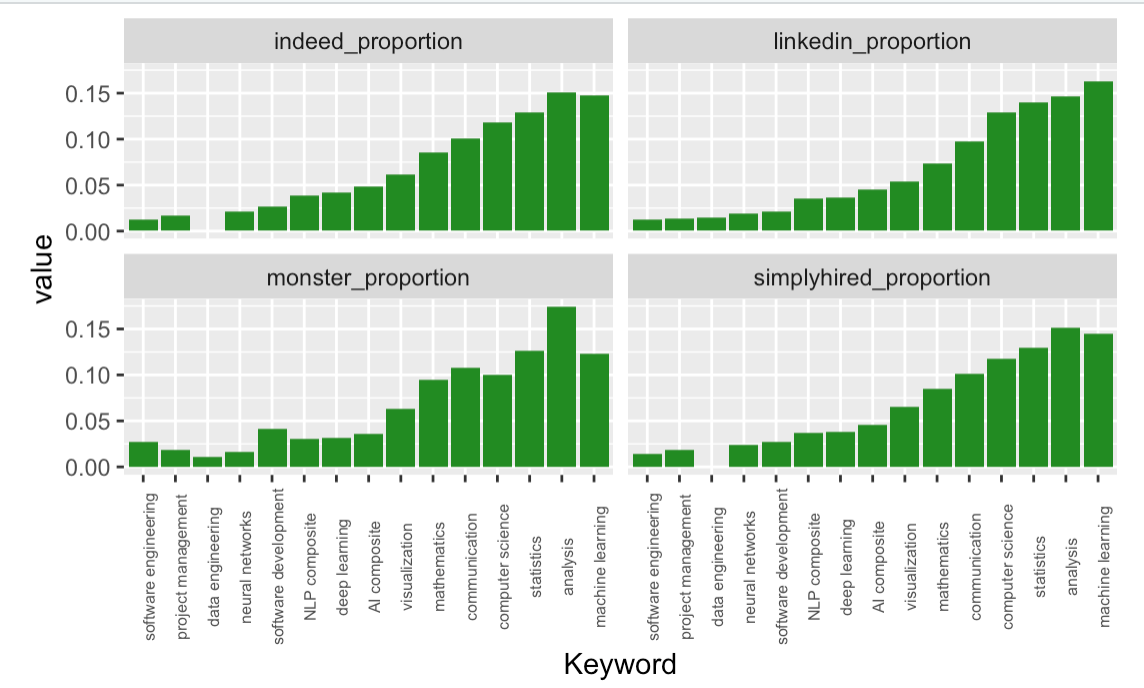 indeed_proportion
linkedin_proportion
0.15
0.10
0.05
0.00
value
monster_proportion
simplyhired_proportion
0.15
0.10
0.05
0.00
software engineering
project management
data engineering
neural networks
software development
NLP composite
deep learning
AI composite
visualization
mathematics
communication
computer science
statistics
analysis
machine learning
software engineering
project management
data engineering
neural networks
software development
NLP composite
deep learning
AI composite
visualization
mathematics
communication
computer science
statistics
analysis
machine learning
Keyword